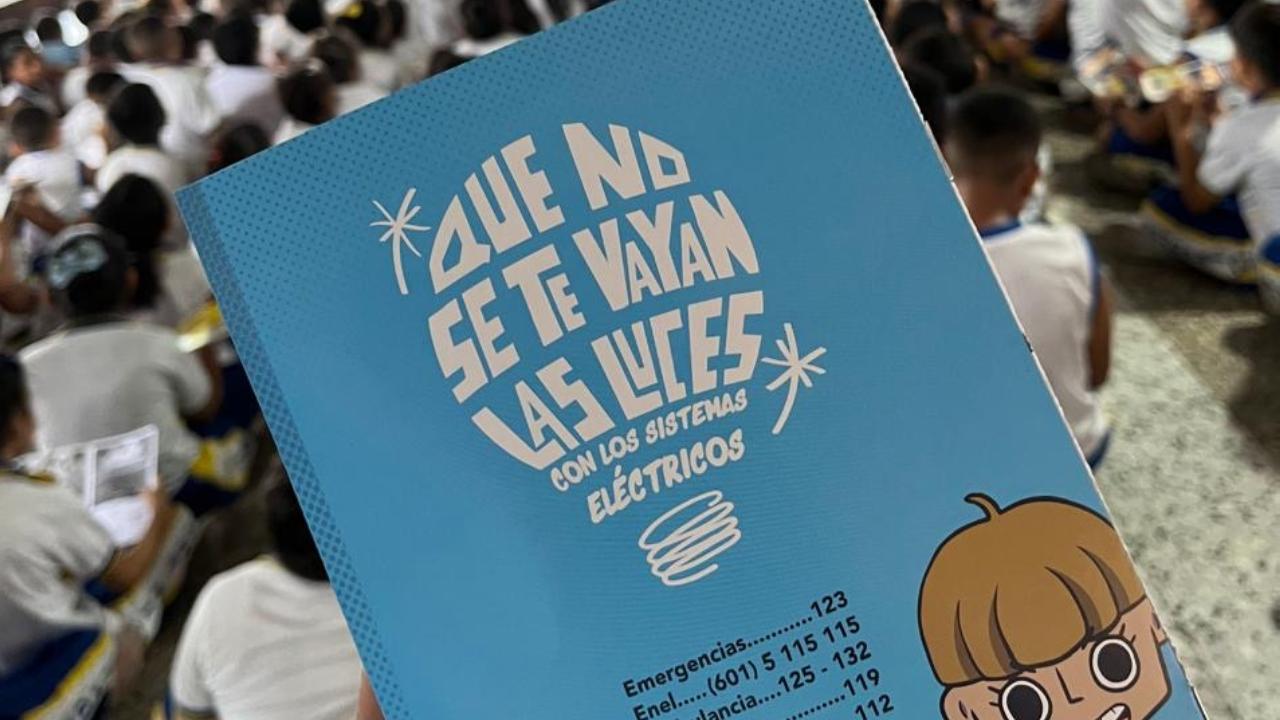 QUE NO
SE TE VAYAN
LAS LUCES
CON LOS SISTEMAS
ELÉCTRICOS
Emergencias..........123
Enel....(601) 5 115 115
125 - 132
119
112